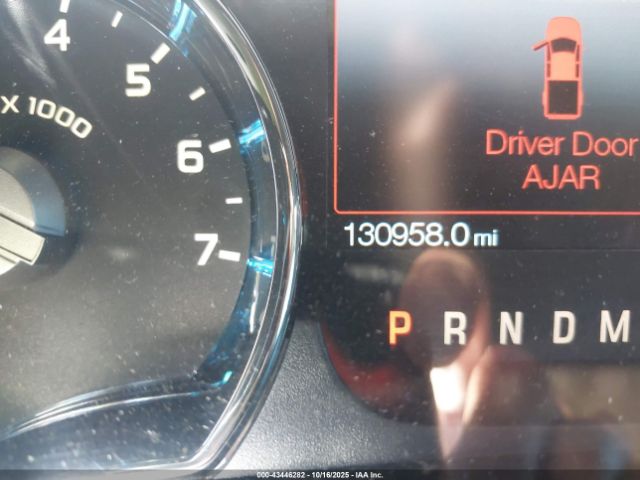 4
5
6
7
X 1000
Driver Door
AJAR
130958.0 mi
P R N D M
000-43446282 - 10/16/2025 - IAA Inc.